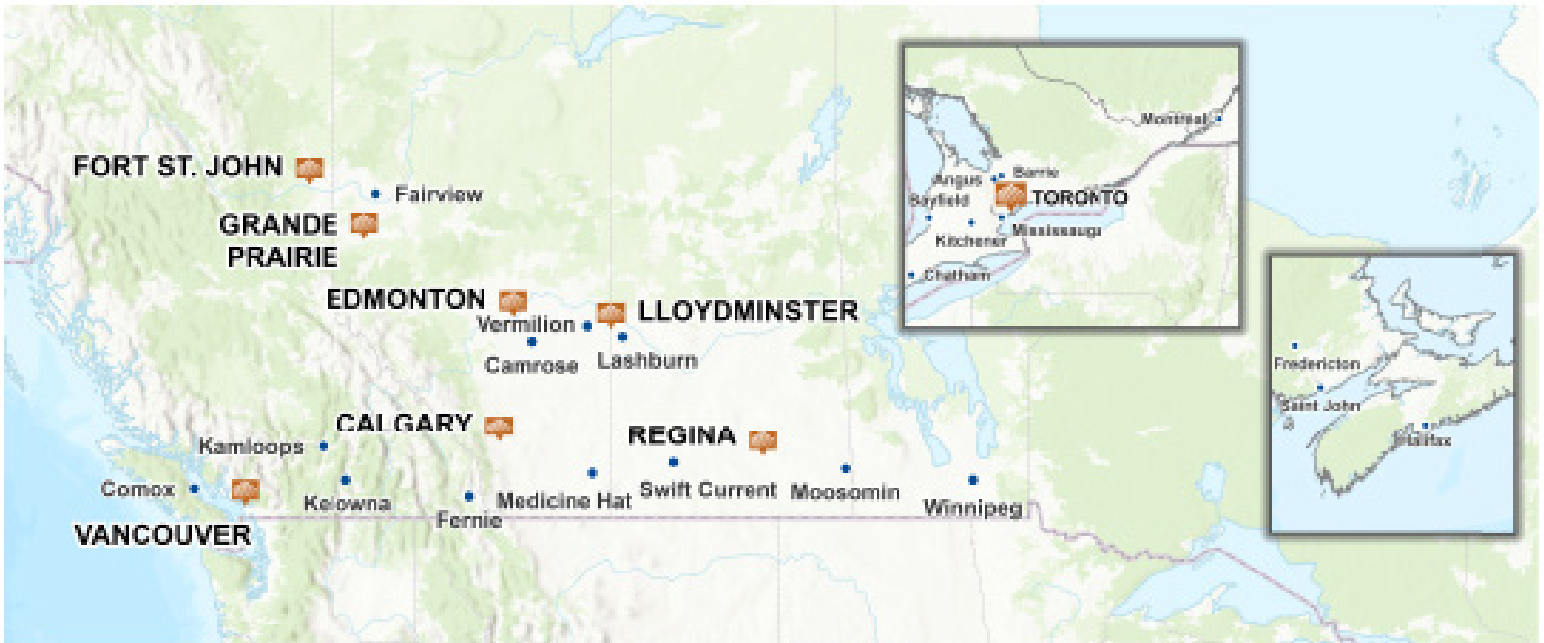 FORT ST. JOHN
Fairview
GRANDE
PRAIRIE
EDMONTON
LLOYDMINSTER
Vermilion
Camrose
Lashburn
CALGARY
REGINA
Kamloops
Comox
Kelowna
VANCOUVER
Fernie
Medicine Hat
Swift Current
Moosomin
Winnipeg
Montréal
Barrie
Angus
TORONTO
Bayfield
Mississauga
Kitchener
Chatham
Fredericton
Saint John
Halifax